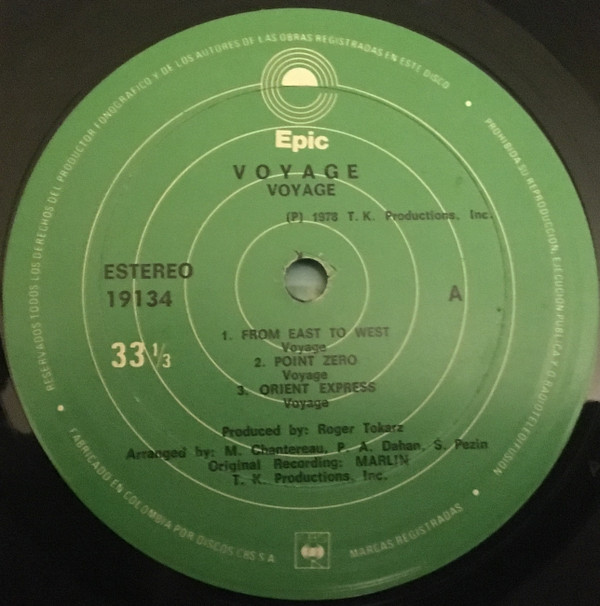 RESERVADOS TODOS LOS DERECHOS DEL PRODUCTOR FONOGRAFICO Y DE LOS AUTORES DE LAS OBRAS REGISTRADAS EN ESTE DISCO
PROHIBIDA SU REPRODUCCION, EJECUCION PUBLICA Y/O RADIOTELEDIFUSION
Epic
VOYAGE
VOYAGE
(P) 1978 T. K. Productions, Inc.
ESTEREO
19134
A
33 1/3
1. FROM EAST TO WEST
Voyage
2. POINT ZERO
Voyage
3. ORIENT EXPRESS
Voyage
Produced by: Roger Tokarz
Arranged by: M. Chantereau, P. A. Dahan, S. Pezin
Original Recording: MARLIN
T. K. Productions, Inc.
FABRICADO EN COLOMBIA POR DISCOS CBS S A
MARCAS REGISTRADAS